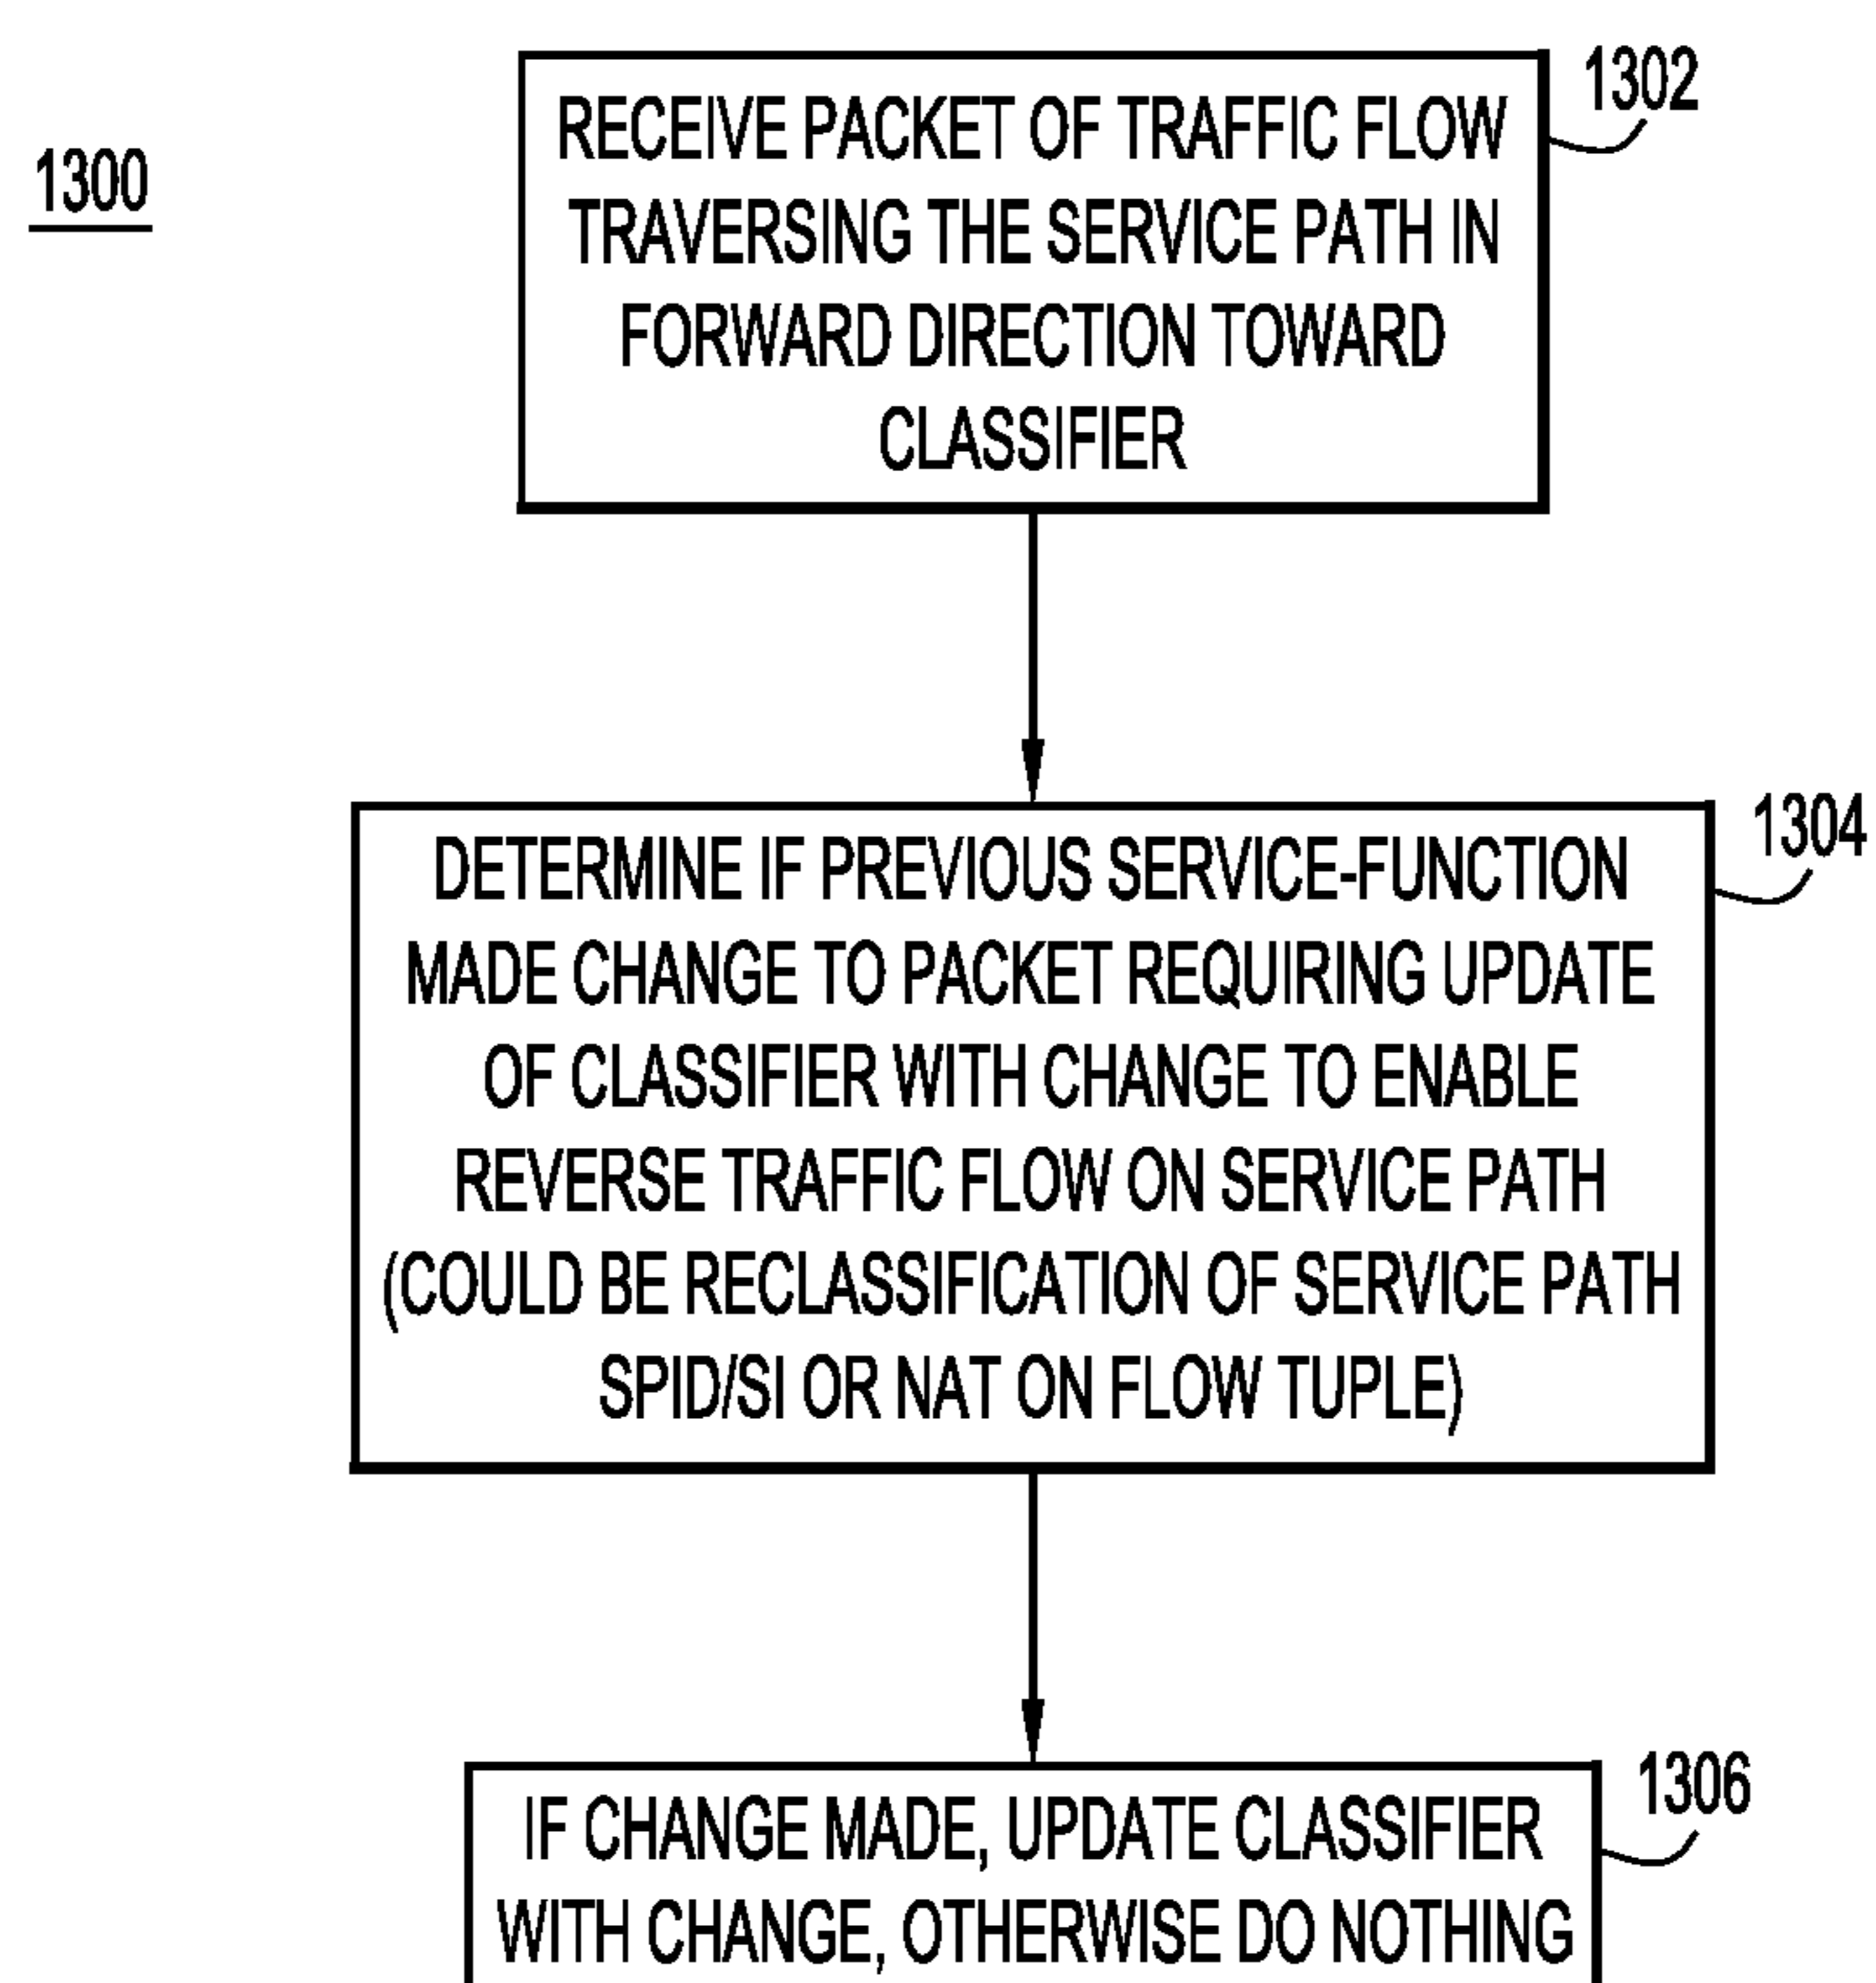 1300
1302
RECEIVE PACKET OF TRAFFIC FLOW
TRAVERSING THE SERVICE PATH IN
FORWARD DIRECTION TOWARD
CLASSIFIER
1304
DETERMINE IF PREVIOUS SERVICE-FUNCTION
MADE CHANGE TO PACKET REQUIRING UPDATE
OF CLASSIFIER WITH CHANGE TO ENABLE
REVERSE TRAFFIC FLOW ON SERVICE PATH
(COULD BE RECLASSIFICATION OF SERVICE PATH
SPID/SI OR NAT ON FLOW TUPLE)
1306
IF CHANGE MADE, UPDATE CLASSIFIER
WITH CHANGE, OTHERWISE DO NOTHING